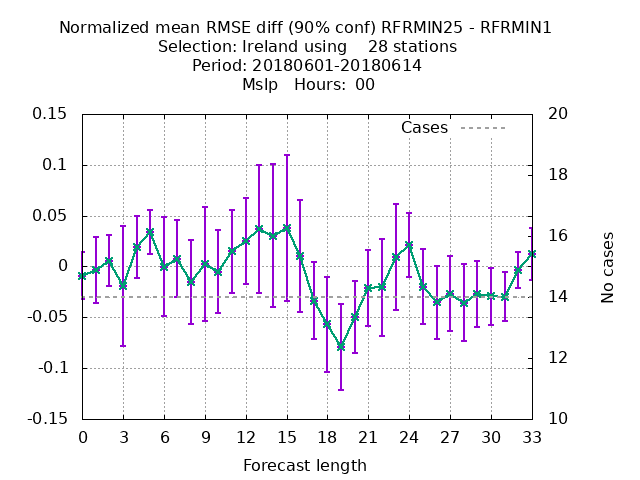 Normalized mean RMSE diff (90% conf) RFRMIN25 - RFRMIN1
Selection: Ireland using 28 stations
Period: 20180601-20180614
Mslp Hours: 00
0.15
0.1
0.05
0
-0.05
-0.1
-0.15
Cases
20
18
16
14
12
10
No cases
0 3 6 9 12 15 18 21 24 27 30 33
Forecast length